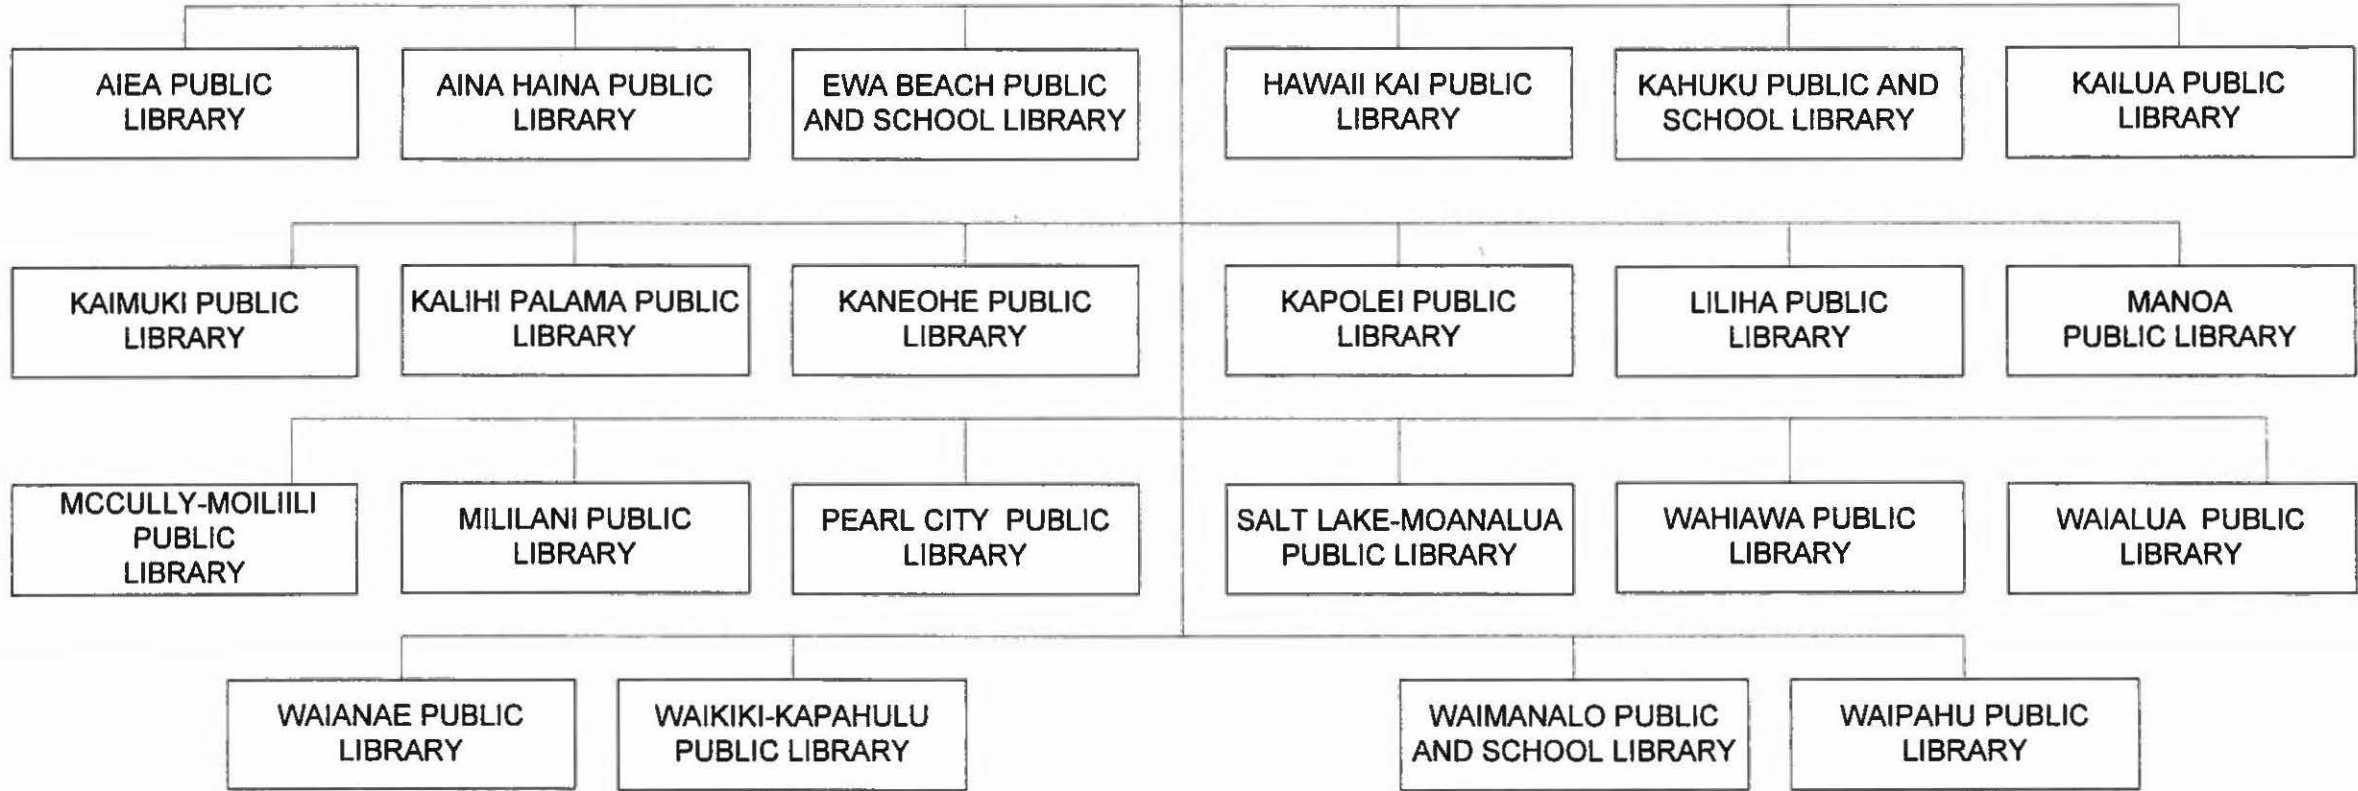 AIEA PUBLIC
LIBRARY
AINA HAINA PUBLIC
LIBRARY
EWA BEACH PUBLIC
AND SCHOOL LIBRARY
HAWAII KAI PUBLIC
LIBRARY
KAHUKU PUBLIC AND
SCHOOL LIBRARY
KAILUA PUBLIC
LIBRARY
KAIMUKI PUBLIC
LIBRARY
KALIHI PALAMA PUBLIC
LIBRARY
KANEOHE PUBLIC
LIBRARY
KAPOLEI PUBLIC
LIBRARY
LILIHA PUBLIC
LIBRARY
MANOA
PUBLIC LIBRARY
MCCULLY-MOILIILI
PUBLIC
LIBRARY
MILILANI PUBLIC
LIBRARY
PEARL CITY PUBLIC
LIBRARY
SALT LAKE-MOANALUA
PUBLIC LIBRARY
WAHIAWA PUBLIC
LIBRARY
WAIALUA PUBLIC
LIBRARY
WAIANAE PUBLIC
LIBRARY
WAIKIKI-KAPAHULU
PUBLIC LIBRARY
WAIMANALO PUBLIC
AND SCHOOL LIBRARY
WAIPAHU PUBLIC
LIBRARY